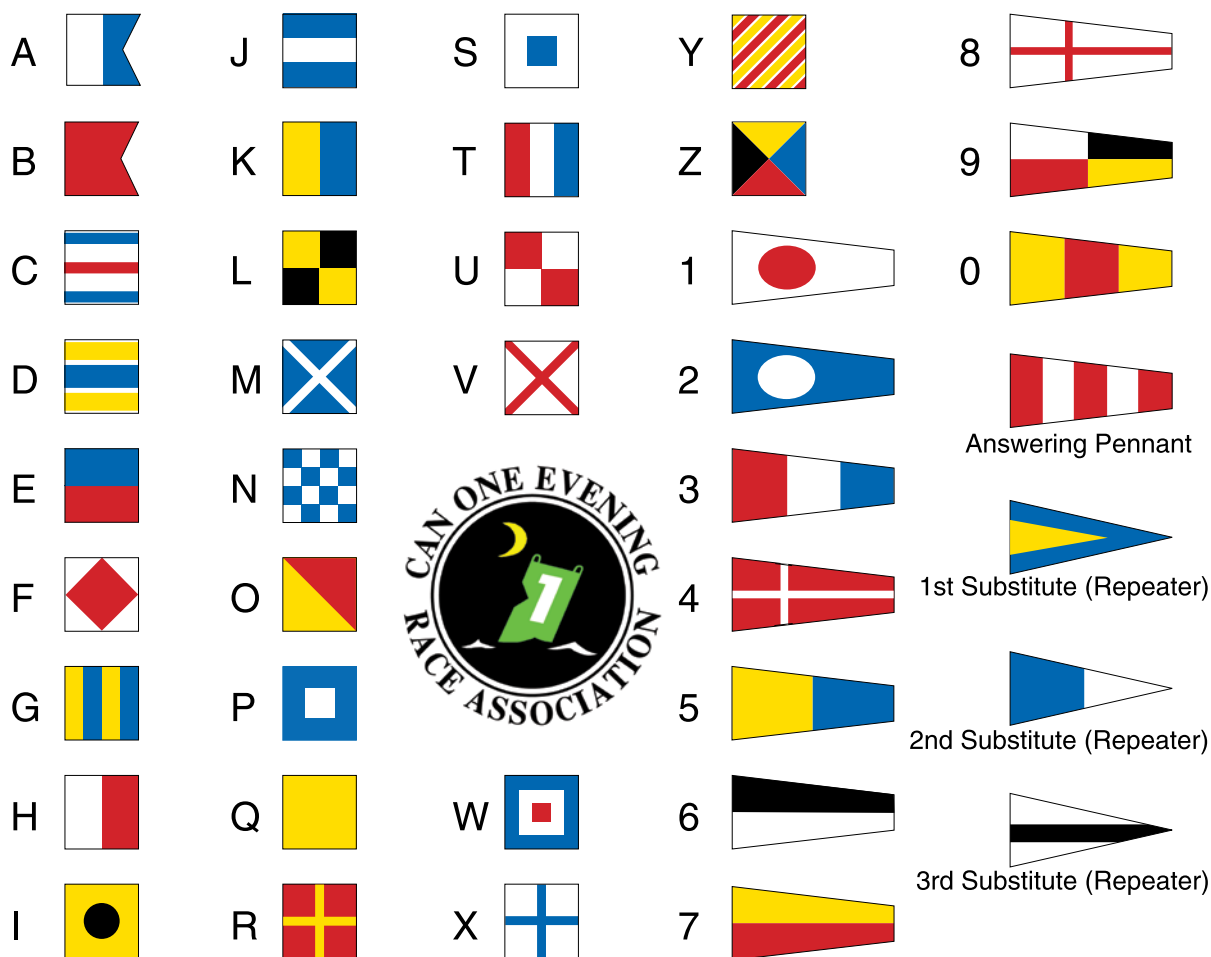 A
B
C
D
E
F
G
H
I
J
K
L
M
N
O
P
Q
R
S
T
U
V
CAN ONE EVENING
1
RACE ASSOCIATION
W
X
Y
Z
1
2
3
4
5
6
7
8
9
0
Answering Pennant
1st Substitute (Repeater)
2nd Substitute (Repeater)
3rd Substitute (Repeater)